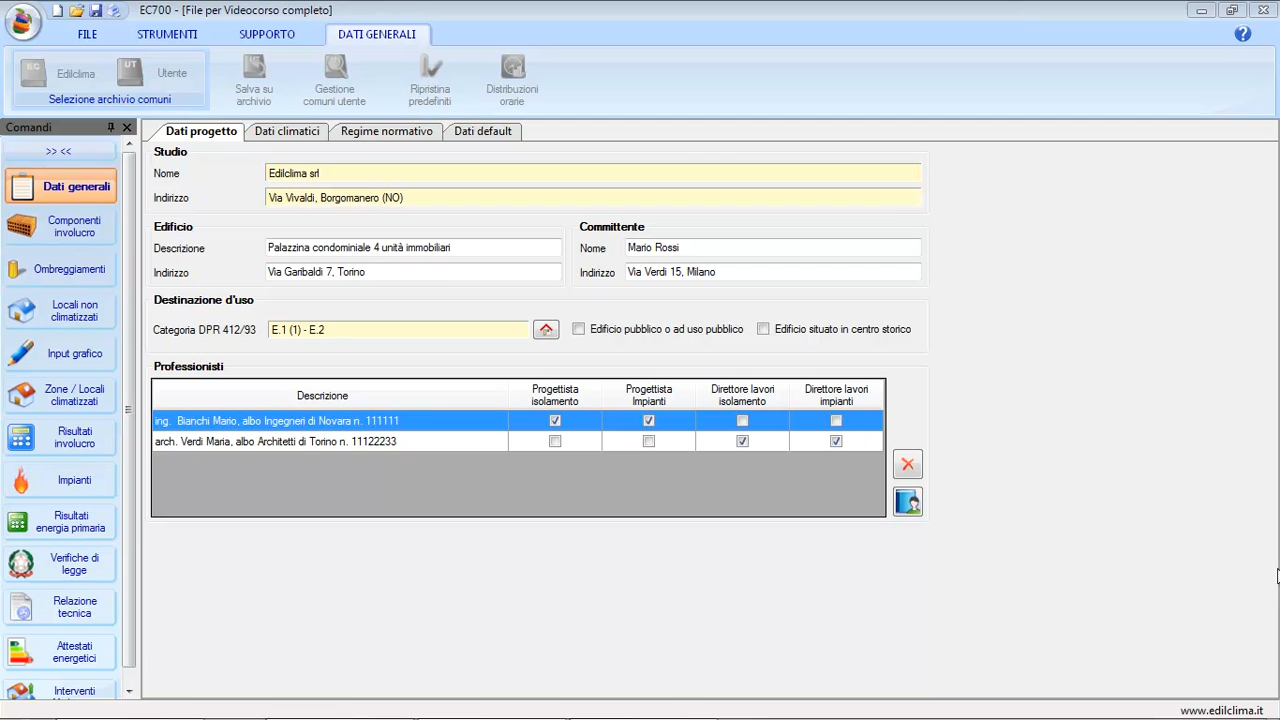 EC700 - [File per Videocorso completo]
FILE
STRUMENTI
SUPPORTO
DATI GENERALI
EC
Edilclima
UT
Utente
Selezione archivio comuni
Salva su
archivio
Gestione
comuni utente
Ripristina
predefiniti
Distribuzioni
orarie
Comandi
>> <<
Dati generali
Componenti
involucro
Ombreggiamenti
Locali non
climatizzati
Input grafico
Zone / Locali
climatizzati
Risultati
involucro
Impianti
Risultati
energia primaria
Verifiche di
legge
Relazione
tecnica
Attestati
energetici
Interventi
Dati progetto
Dati climatici
Regime normativo
Dati default
Studio
Nome
Edilclima srl
Indirizzo
Via Vivaldi, Borgomanero (NO)
Edificio
Descrizione
Palazzina condominiale 4 unità immobiliari
Indirizzo
Via Garibaldi 7, Torino
Committente
Nome
Mario Rossi
Indirizzo
Via Verdi 15, Milano
Destinazione d'uso
Categoria DPR 412/93
E.1 (1) - E.2
Edificio pubblico o ad uso pubblico
Edificio situato in centro storico
Professionisti
Descrizione
Progettista
isolamento
Progettista
Impianti
Direttore lavori
isolamento
Direttore lavori
impianti
ing. Bianchi Mario, albo Ingegneri di Novara n. 111111
arch. Verdi Maria, albo Architetti di Torino n. 11122233
www.edilclima.it